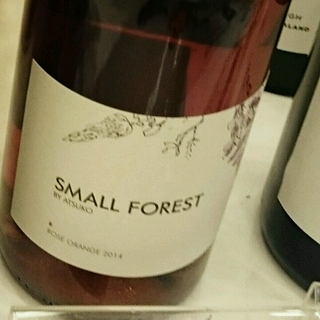 SMALL FOREST
BY ATSUKO
ROSE ORANGE 2014